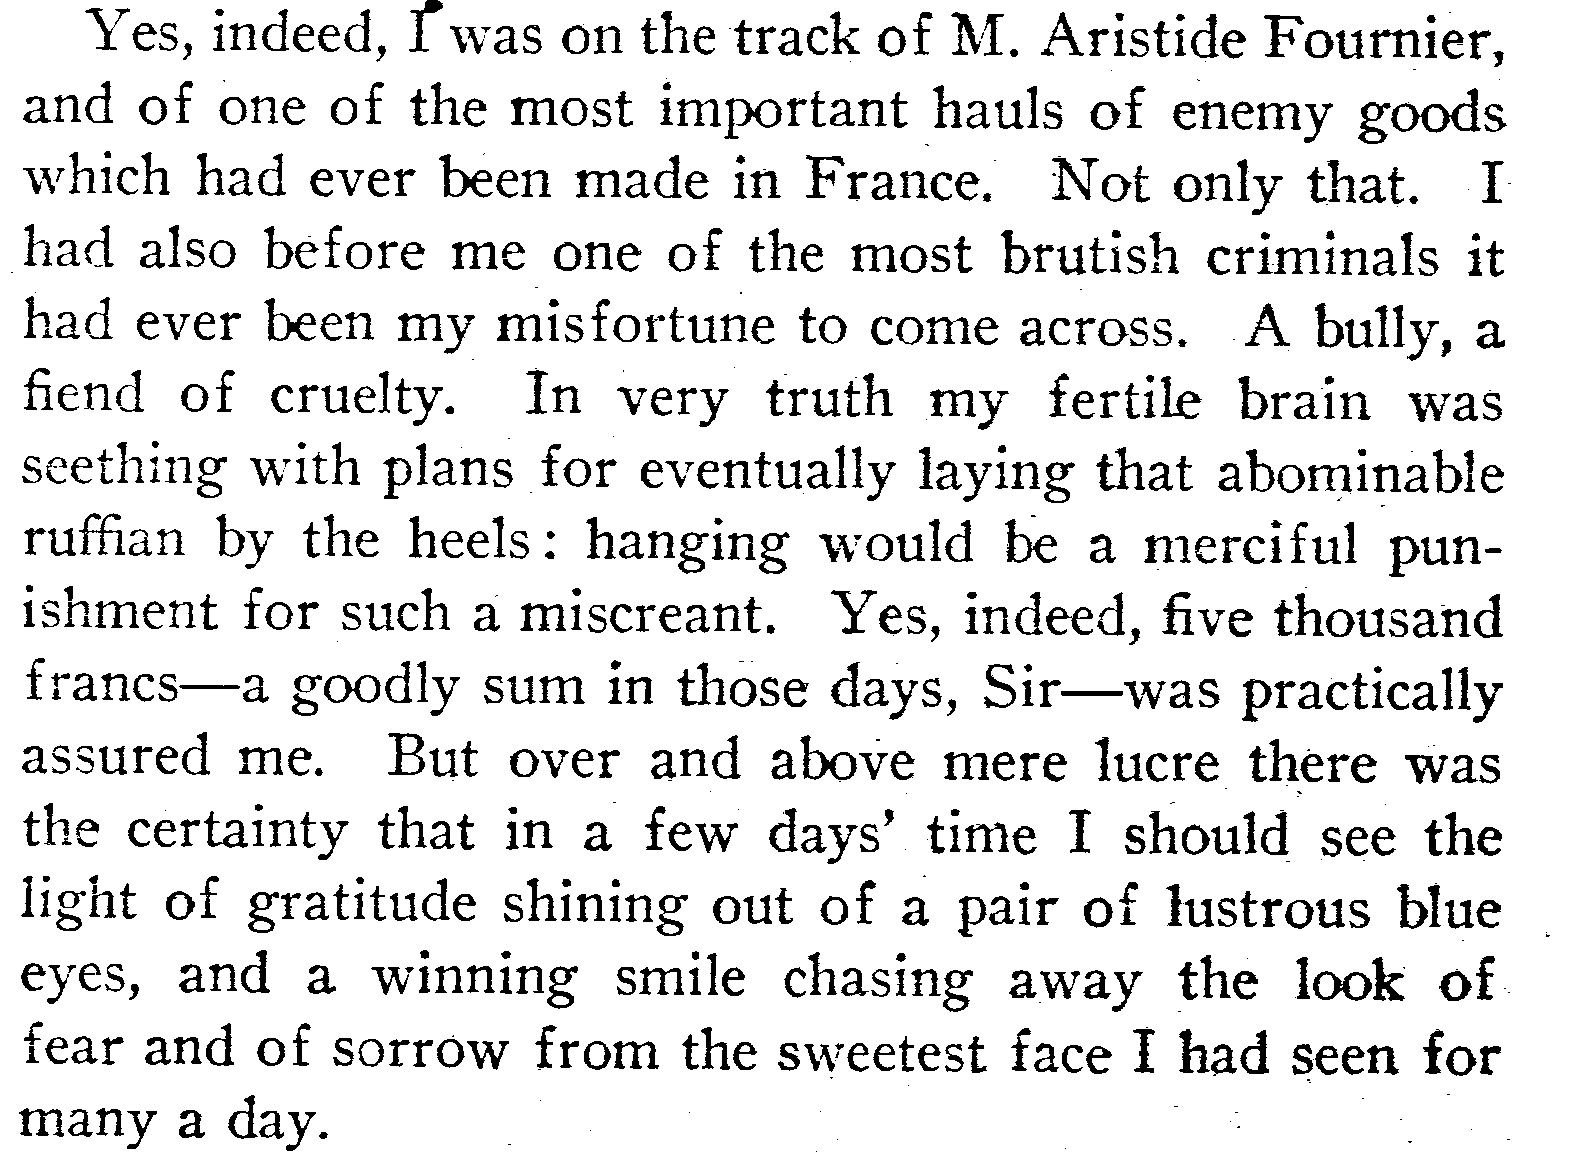 Yes, indeed, I was on the track of M. Aristide Fournier,
and of one of the most important hauls of enemy goods
which had ever been made in France. Not only that. I
had also before me one of the most brutish criminals it
had ever been my misfortune to come across. A bully, a
fiend of cruelty. In very truth my fertile brain was
seething with plans for eventually laying that abominable
ruffian by the heels: hanging would be a merciful pun-
ishment for such a miscreant. Yes, indeed, five thousand
francs—a goodly sum in those days, Sir—was practically
assured me. But over and above mere lucre there was
the certainty that in a few days' time I should see the
light of gratitude shining out of a pair of lustrous blue
eyes, and a winning smile chasing away the look of
fear and of sorrow from the sweetest face I had seen for
many a day.